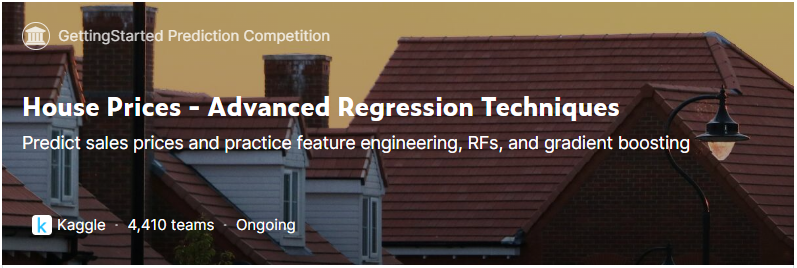 GettingStarted Prediction Competition
House Prices - Advanced Regression Techniques
Predict sales prices and practice feature engineering, RFs, and gradient boosting
k Kaggle · 4,410 teams · Ongoing